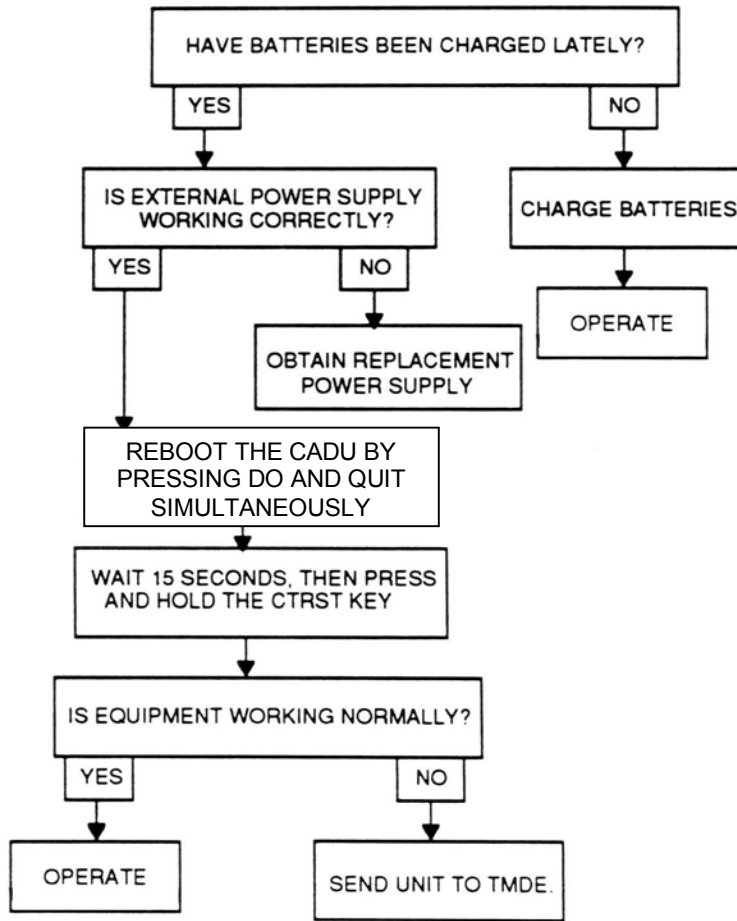 HAVE BATTERIES BEEN CHARGED LATELY?
YES
NO
IS EXTERNAL POWER SUPPLY
WORKING CORRECTLY?
CHARGE BATTERIES
YES
NO
OPERATE
OBTAIN REPLACEMENT
POWER SUPPLY
REBOOT THE CADU BY
PRESSING DO AND QUIT
SIMULTANEOUSLY
WAIT 15 SECONDS, THEN PRESS
AND HOLD THE CTRST KEY
IS EQUIPMENT WORKING NORMALLY?
YES
NO
OPERATE
SEND UNIT TO TMDE.